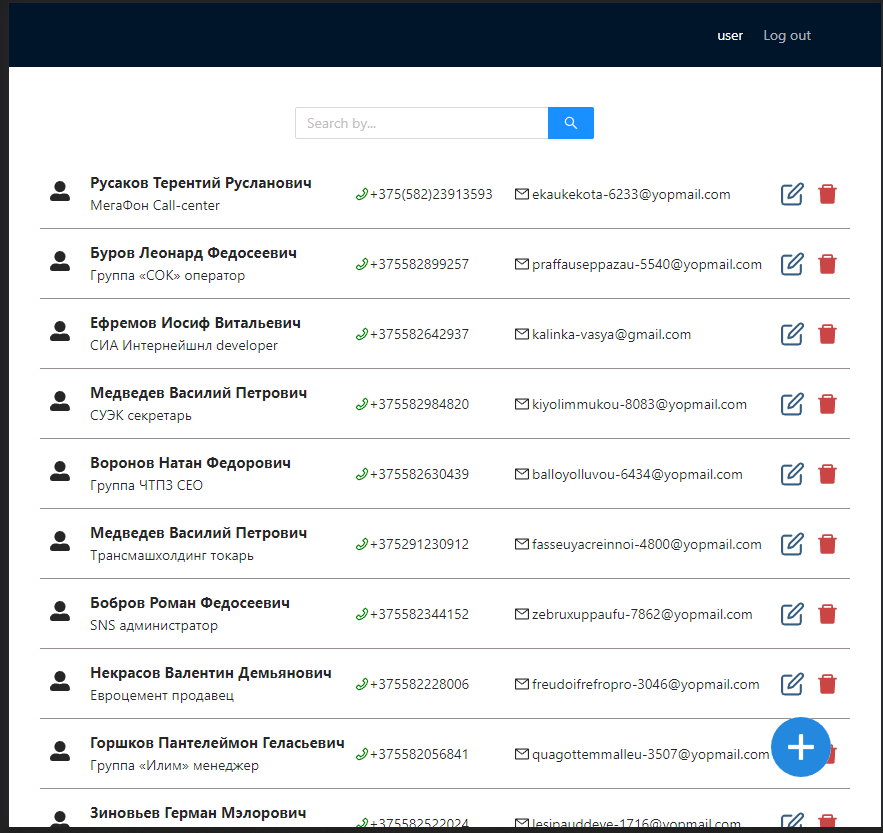 user Log out
Search by...
Русаков Терентий Русланович
МегаФон Call-center
+375(582)23913593
ekaukekota-6233@yopmail.com
Буров Леонард Федосеевич
Группа «СОК» оператор
+375582899257
praffauseppazau-5540@yopmail.com
Ефремов Иосиф Витальевич
СИА Интернейшнл developer
+375582642937
kalinka-vasya@gmail.com
Медведев Василий Петрович
СУЭК секретарь
+375582984820
kiyolimmukou-8083@yopmail.com
Воронов Натан Федорович
Группа ЧТПЗ CEO
+375582630439
balloyolluvou-6434@yopmail.com
Медведев Василий Петрович
Трансмашхолдинг токарь
+375291230912
fasseuyacreinnoi-4800@yopmail.com
Бобров Роман Федосеевич
SNS администратор
+375582344152
zebruxuppaufu-7862@yopmail.com
Некрасов Валентин Демьянович
Евроцемент продавец
+375582228006
freudoifrefropro-3046@yopmail.com
Горшков Пантелеймон Геласьевич
Группа «Илим» менеджер
+375582056841
quagottemmalleu-3507@yopmail.com
Зиновьев Герман Мэлорович
+375582522024
lesipauddeve-1716@yopmail.com